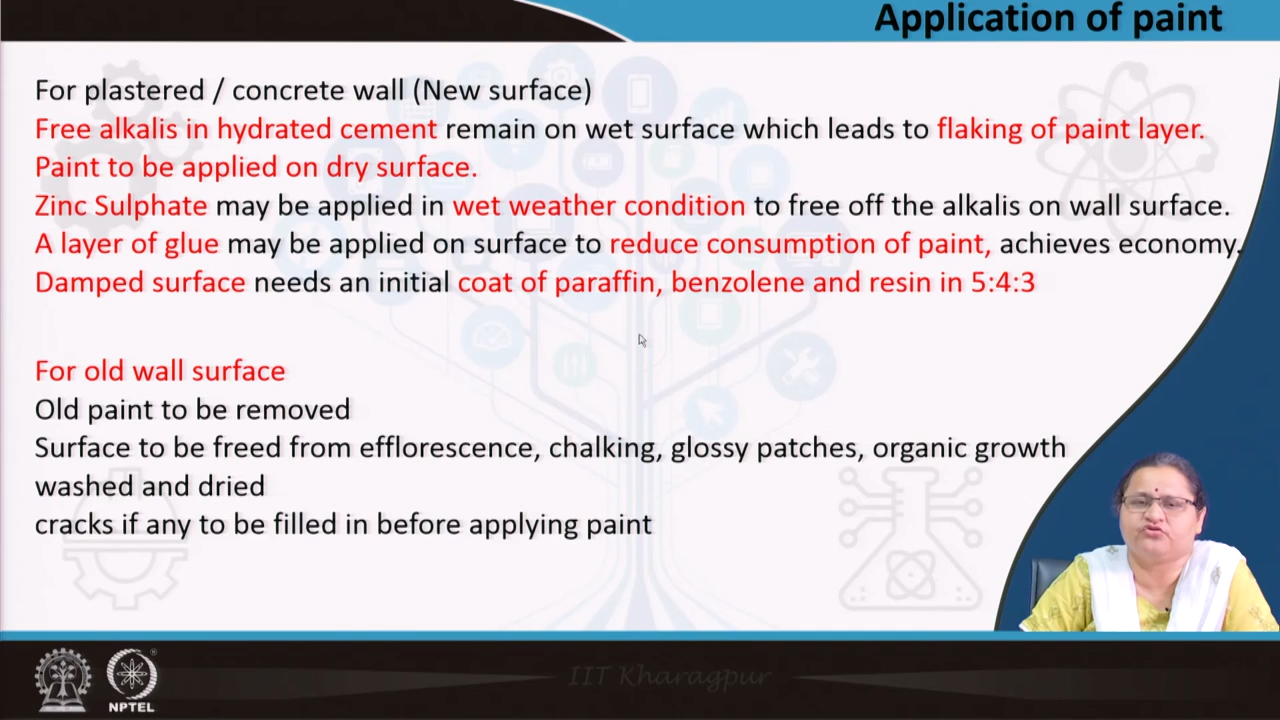 Application of paint
For plastered / concrete wall (New surface)
Free alkalis in hydrated cement remain on wet surface which leads to flaking of paint layer.
Paint to be applied on dry surface.
Zinc Sulphate may be applied in wet weather condition to free off the alkalis on wall surface.
A layer of glue may be applied on surface to reduce consumption of paint, achieves economy.
Damped surface needs an initial coat of paraffin, benzolene and resin in 5:4:3
For old wall surface
Old paint to be removed
Surface to be freed from efflorescence, chalking, glossy patches, organic growth
washed and dried
cracks if any to be filled in before applying paint
IIT Kharagpur
NPTEL